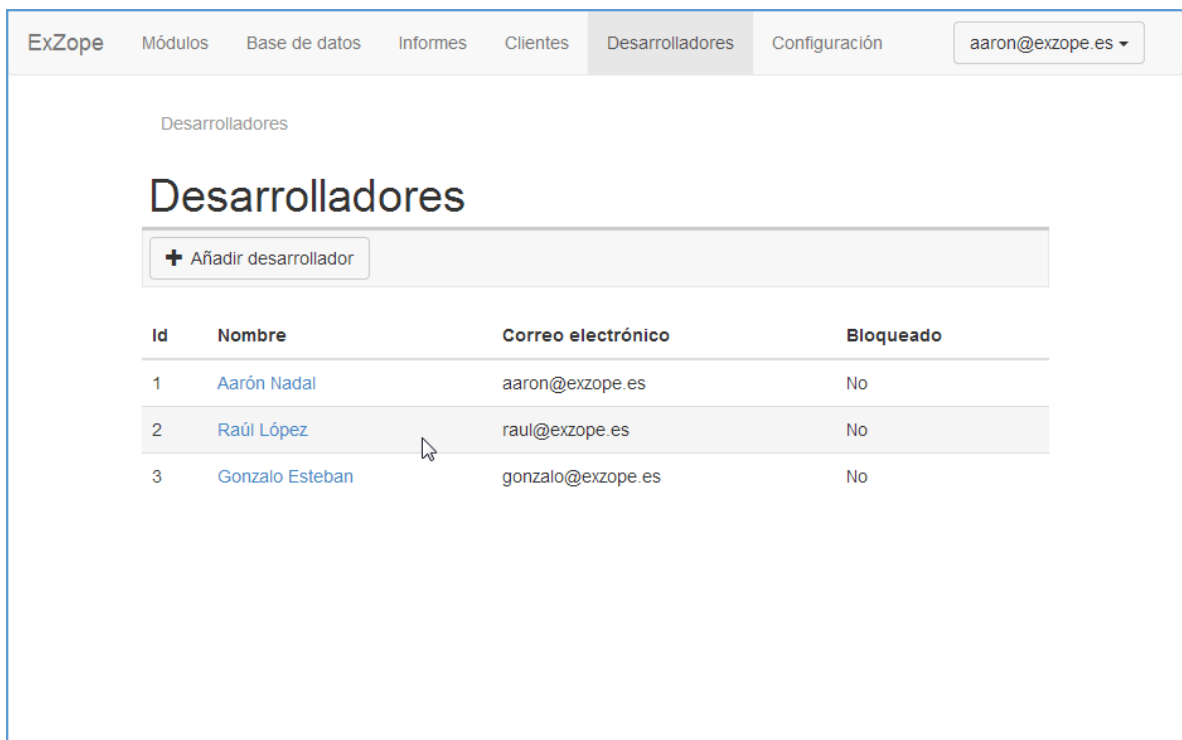 ExZope Módulos Base de datos Informes Clientes Desarrolladores Configuración aaron@exzope.es
Desarrolladores
Desarrolladores
Añadir desarrollador
Id Nombre Correo electrónico Bloqueado
1 Aarón Nadal aaron@exzope.es No
2 Raúl López raul@exzope.es No
3 Gonzalo Esteban gonzalo@exzope.es No